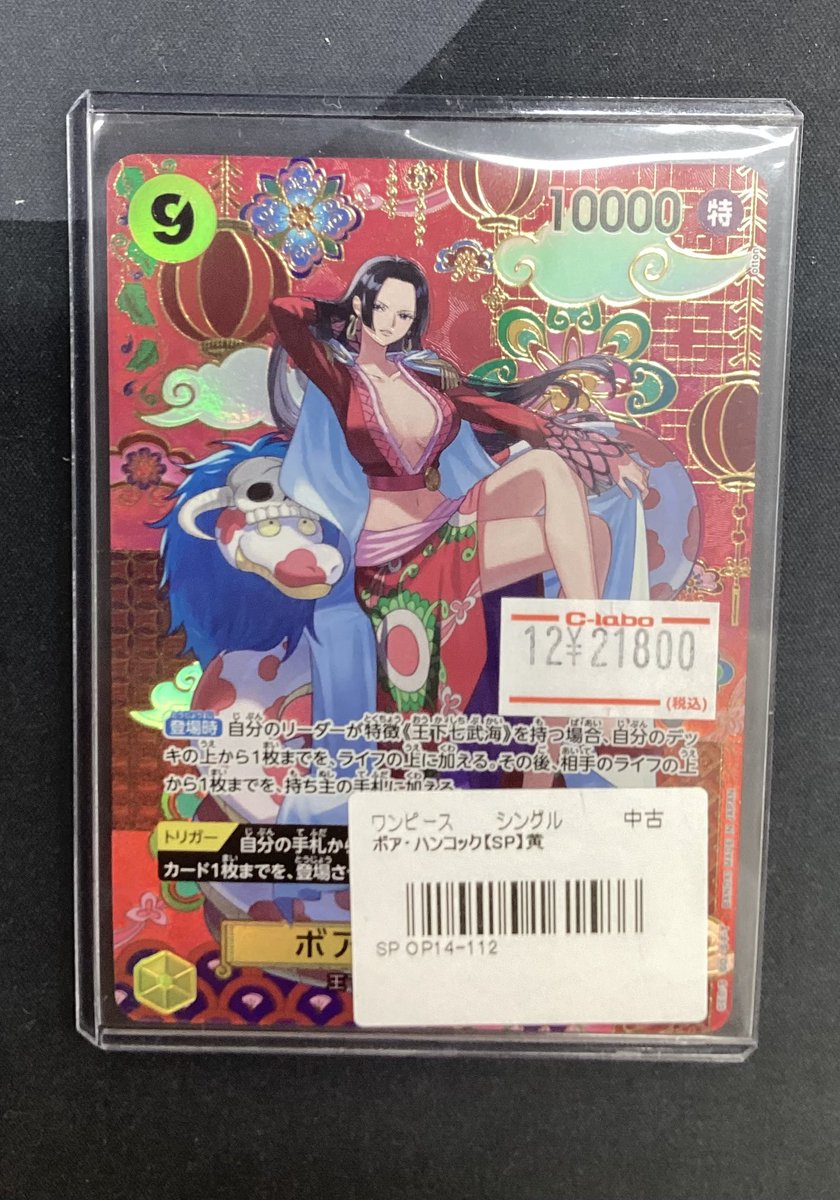 9
10000
特
C-labo
12¥21800
(税込)
登場時 自分のリーダーが特徴《王下七武海》を持つ場合、自分のデッ
キの上から1枚までを、ライフの上に加える。その後、相手のライフの上
から1枚までを、持ち主の手札に加える
トリガー 自分の手札から
カード1枚までを、登場さ
ボア
王
ワンピース シングル 中古
ボア・ハンコック【SP】黄
SP OP14-112